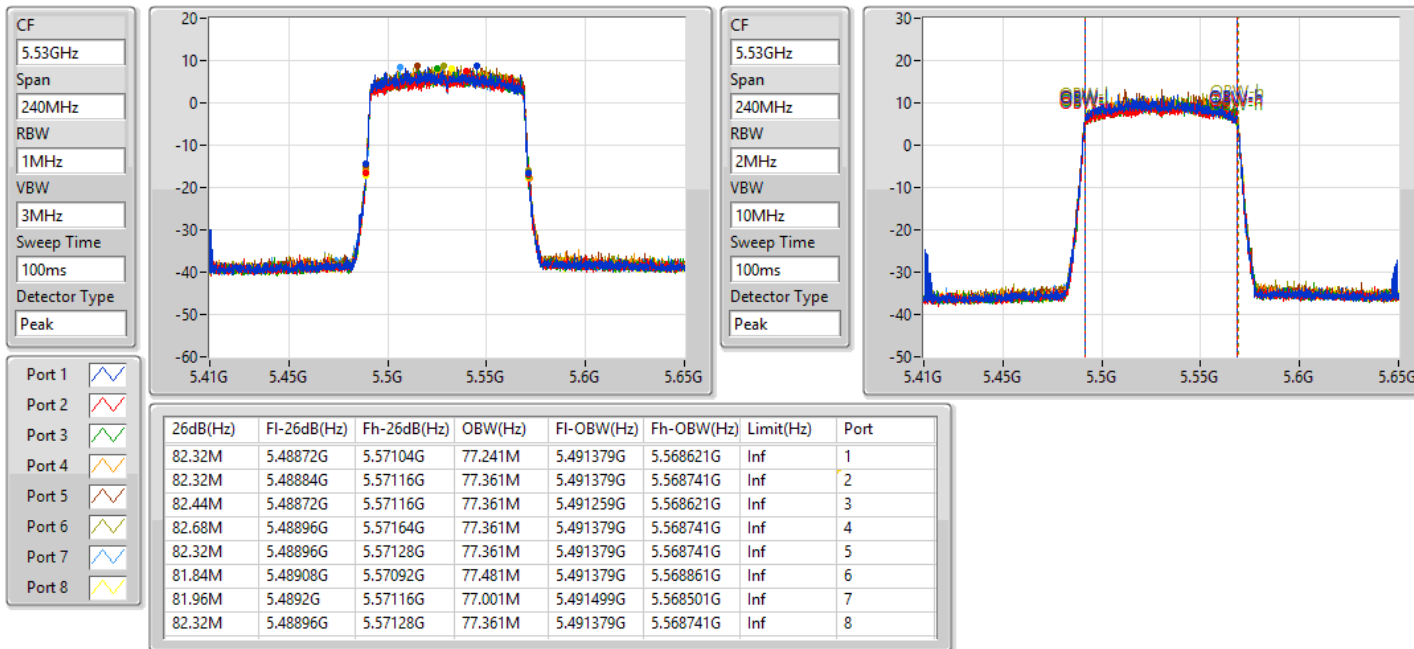 CF
5.53GHz
Span
240MHz
RBW
1MHz
VBW
3MHz
Sweep Time
100ms
Detector Type
Peak
20
10
0
-10
-20
-30
-40
-50
-60
5.41G 5.45G 5.5G 5.55G 5.6G 5.65G
CF
5.53GHz
Span
240MHz
RBW
2MHz
VBW
10MHz
Sweep Time
100ms
Detector Type
Peak
30
20
10
0
-10
-20
-30
-40
-50
OBW-l OBW-h
5.41G 5.45G 5.5G 5.55G 5.6G 5.65G
Port 1
Port 2
Port 3
Port 4
Port 5
Port 6
Port 7
Port 8
26dB(Hz) Fl-26dB(Hz) Fh-26dB(Hz) OBW(Hz) Fl-OBW(Hz) Fh-OBW(Hz) Limit(Hz) Port
82.32M 5.48872G 5.57104G 77.241M 5.491379G 5.568621G Inf 1
82.32M 5.48884G 5.57116G 77.361M 5.491379G 5.568741G Inf 2
82.44M 5.48872G 5.57116G 77.361M 5.491259G 5.568621G Inf 3
82.68M 5.48896G 5.57164G 77.361M 5.491379G 5.568741G Inf 4
82.32M 5.48896G 5.57128G 77.361M 5.491379G 5.568741G Inf 5
81.84M 5.48908G 5.57092G 77.481M 5.491379G 5.568861G Inf 6
81.96M 5.4892G 5.57116G 77.001M 5.491499G 5.568501G Inf 7
82.32M 5.48896G 5.57128G 77.361M 5.491379G 5.568741G Inf 8